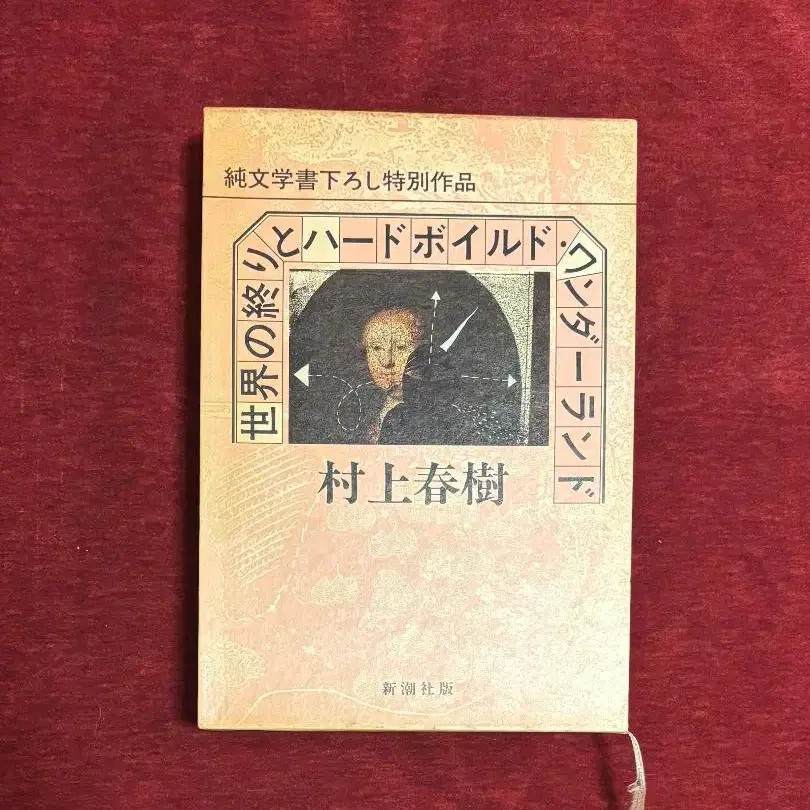 純文学書下ろし特別作品
世界の終りとハードボイルド・ワンダーランド
村上春樹
新潮社版